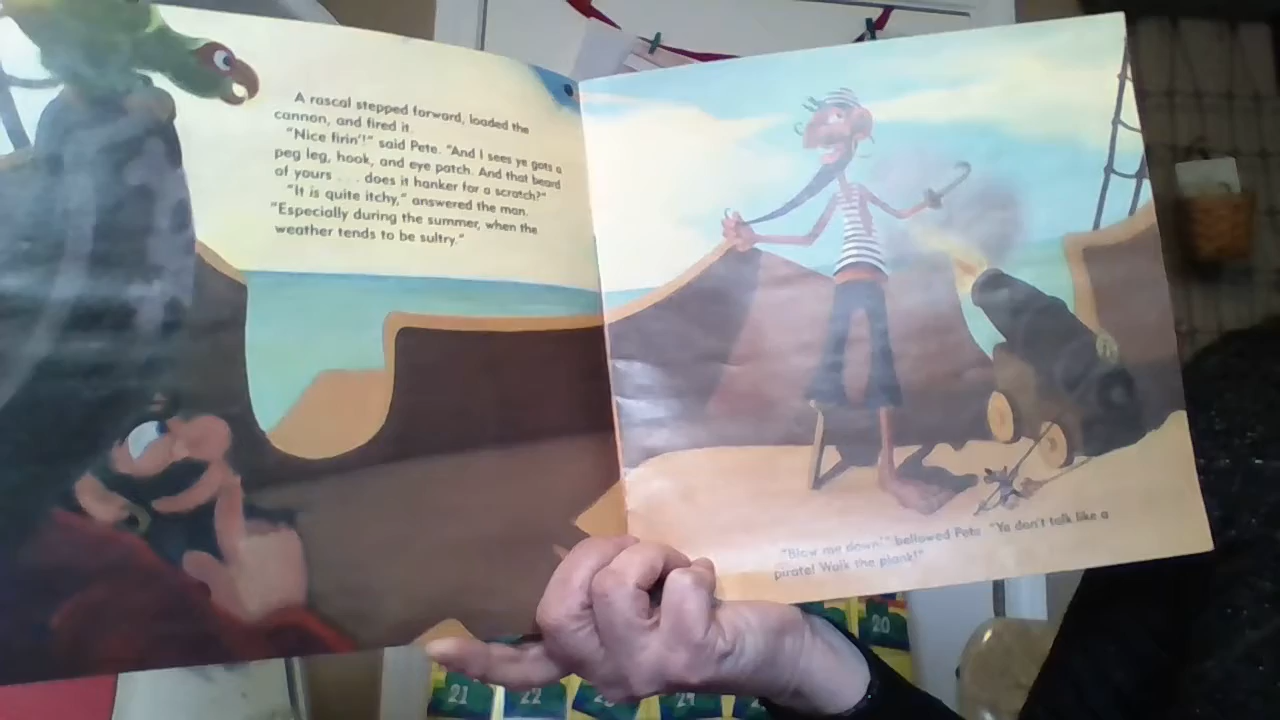 A rascal stepped forward, loaded the
cannon, and fired it.
"Nice firin'!" said Pete. "And I sees ye gots a
peg leg, hook, and eye patch. And that beard
of yours . . . does it hanker for a scratch?"
"It is quite itchy," answered the man.
"Especially during the summer, when the
weather tends to be sultry."
"Blow me down!" bellowed Pete. "Ye don't talk like a
pirate! Walk the plank!"
20
21
22
24